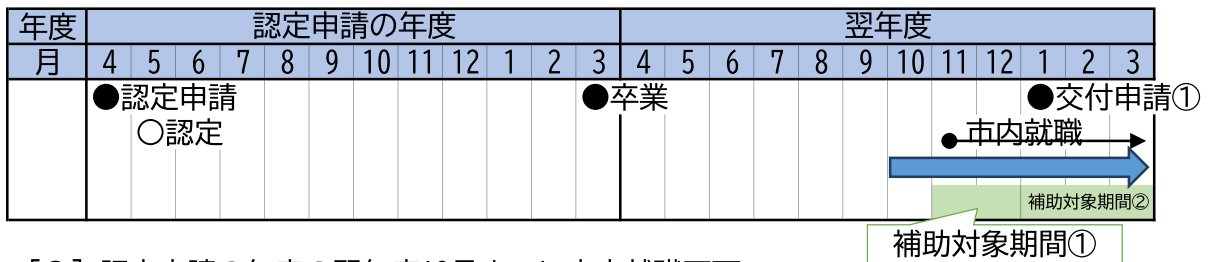 年度 認定申請の年度 翌年度
月 4 5 6 7 8 9 10 11 12 1 2 3 4 5 6 7 8 9 10 11 12 1 2 3
●認定申請 ●卒業 ●交付申請①
○認定 市内就職
補助対象期間②
補助対象期間①